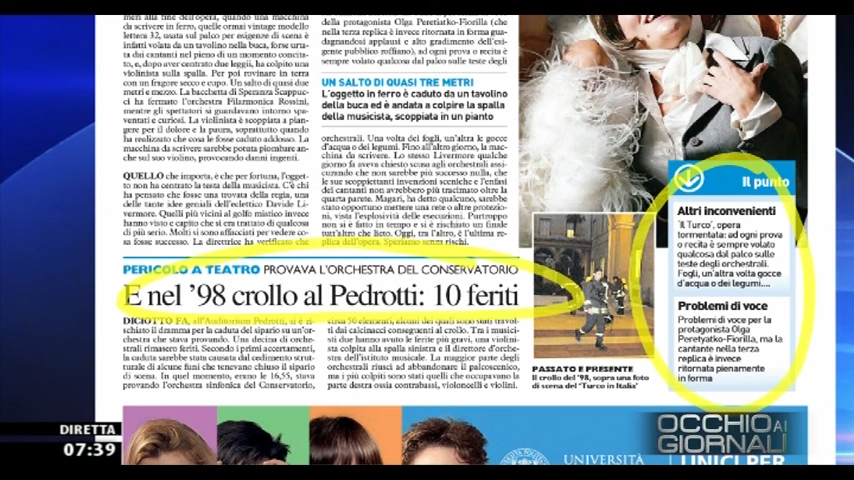 meri alla fine dell'opera, quando una macchina
da scrivere in ferro, quelle ormai vintage modello
lettera 32, usata sul palco per esigenze di scena è
infatti volata da un tavolino nella buca, forse urta-
ta dai cantanti nel pieno di un momento concita-
to, e, dopo aver centrato due leggii, ha colpito una
violinista sulla spalla. Per poi rovinare in terra
con un fragore secco e cupo. Un salto di quasi due
metri e mezzo. La bacchetta di Speranza Scappuc-
ci ha fermato l'orchestra Filarmonica Rossini,
mentre gli spettatori si guardavano intorno spa-
ventati e curiosi. La violinista è scoppiata a pian-
gere per il dolore e la paura, soprattutto quando
ha realizzato che cosa le fosse caduto addosso. La
macchina da scrivere sarebbe potuta piombare an-
che sul suo violino, provocando danni ingenti.
QUELLO che importa, è che per fortuna, l'ogget-
to non ha centrato la testa della musicista. C'è chi
ha pensato che fosse una trovata della regia, una
delle tante idee geniali dell'eclettico Davide Li-
vermore. Quelli più vicini al golfo mistico invece
hanno visto e capito che si era trattato di qualcosa
di più serio. Molti si sono affacciati per vedere co-
sa fosse successo. La direttrice ha verificato che
della protagonista Olga Peretiatko-Fiorilla (che
nella terza replica è invece ritornata in forma gua-
dagnandosi applausi e alto gradimento dell'esi-
gente pubblico roffiano), ad ogni prova o recita è
sempre volato qualcosa dal palco sulle teste degli
UN SALTO DI QUASI TRE METRI
L'oggetto in ferro è caduto da un tavolino
della buca ed è andata a colpire la spalla
della musicista, scoppiata in un pianto
orchestrali. Una volta dei fogli, un'altra le gocce
d'acqua o dei legumi. Fino all'altro giorno, la mac-
china da scrivere. Lo stesso Livermore qualche
giorno fa aveva chiesto scusa agli orchestrali assi-
curando che non sarebbe più successo nulla, che
le sue scoppiettanti invenzioni sceniche e l'enfasi
dei cantanti non avrebbero più tracimato oltre la
quarta parete. Magari, ha detto qualcuno, sarebbe
stato opportuno mettere una rete o altre protezio-
ni, vista l'esplosività delle esecuzioni. Purtroppo
non si è fatto in tempo e si è rischiato un finale
tutt'altro che lieto. Oggi, tra l'altro, è l'ultima re-
plica dell'opera. Speriamo senza rischi.
PERICOLO A TEATRO PROVAVA L'ORCHESTRA DEL CONSERVATORIO
E nel '98 crollo al Pedrotti: 10 feriti
DICIOTTO FA, all'Auditorium Pedrotti, si è ri-
schiato il dramma per la caduta del sipario su un'or-
chestra che stava provando. Una decina di orche-
strali rimasero feriti. Secondo i primi accertamenti,
la caduta sarebbe stata causata dal cedimento strut-
turale di alcune funi che tenevano chiuso il sipario
di scena. In quel momento, erano le 16,55, stava
provando l'orchestra sinfonica del Conservatorio,
circa 50 elementi, alcuni dei quali sono stati travol-
ti dai calcinacci conseguenti al crollo. Tra i musici-
sti due hanno avuto le ferite più gravi, una violini-
sta colpita alla spalla sinistra e il direttore d'orche-
stra dell'istituto musicale. La maggior parte degli
orchestrali riuscì ad abbandonare il palcoscenico,
ma i più colpiti sono stati quelli che occupavano la
parte destra ossia contrabbassi, violoncelli e violini.
PASSATO E PRESENTE
Il crollo del '98, sopra una foto
di scena del 'Turco in Italia'
Il punto
Altri inconvenienti
'Il Turco', opera
tormentata: ad ogni prova
o recita è sempre volato
qualcosa dal palco sulle
teste degli orchestrali.
Fogli, un'altra volta gocce
d'acqua o dei legumi....
Problemi di voce
Problemi di voce per la
protagonista Olga
Peretyatko-Fiorilla, ma la
cantante nella terza
replica è invece
ritornata pienamente
in forma
UNIVERSITÀ
UNICI PER
OCCHIO AI
GIORNALI
DIRETTA
07:39